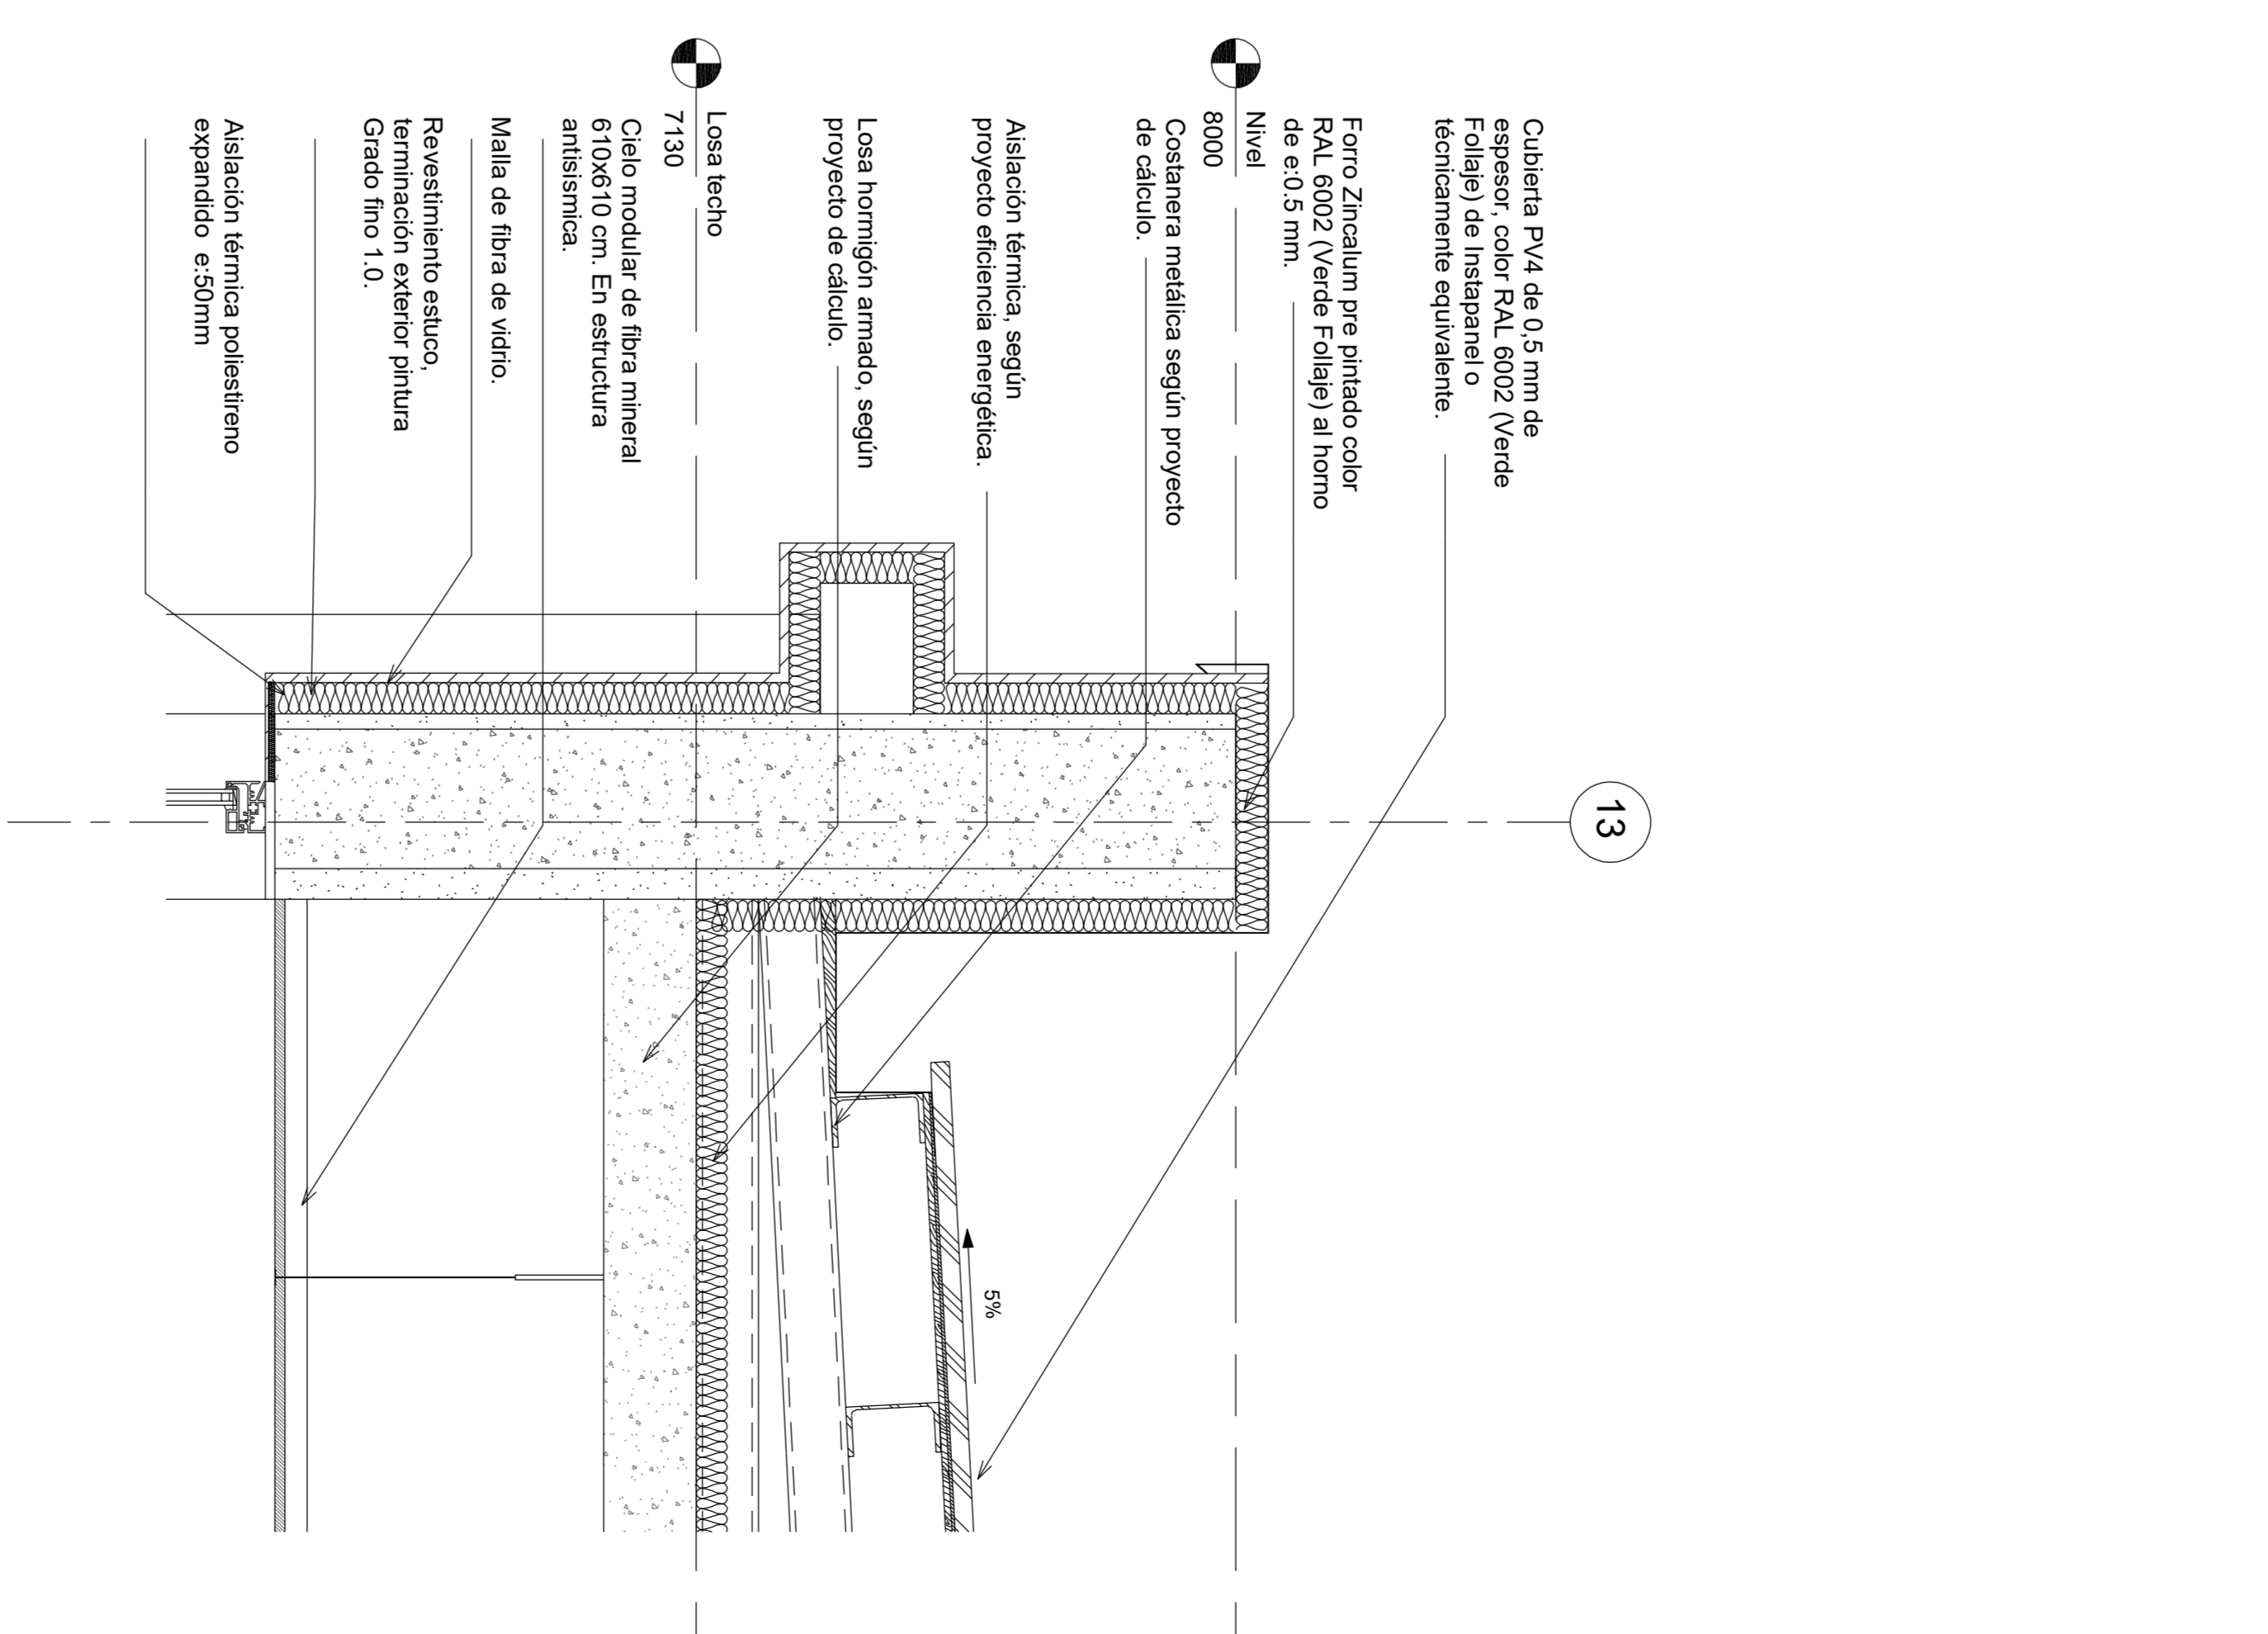 13
Cubierta PV4 de 0,5 mm de
espesor, color RAL 6002 (Verde
Follaje) de Instapanel o
técnicamente equivalente.
Forro Zincalum pre pintado color
RAL 6002 (Verde Follaje) al horno
de e:0.5 mm.
Nivel
8000
Costanera metálica según proyecto
de cálculo.
Aislación térmica, según
proyecto eficiencia energética.
Losa hormigón armado, según
proyecto de cálculo.
Losa techo
7130
Cielo modular de fibra mineral
610x610 cm. En estructura
antisismica.
Malla de fibra de vidrio.
Revestimiento estuco,
terminación exterior pintura
Grado fino 1.0.
Aislación térmica poliestireno
expandido e:50mm
5%